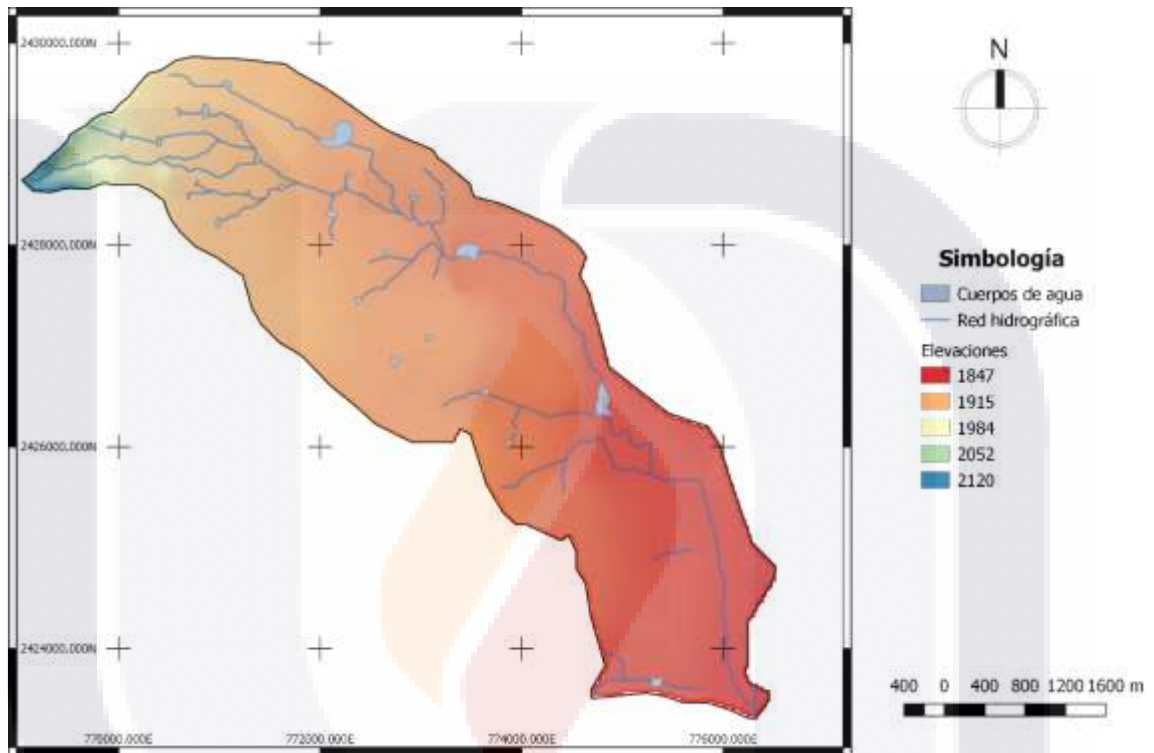 2430000.000N
N
2428000.000N
Simbología
Cuerpos de agua
Red hidrográfica
Elevaciones
1847
1915
1984
2052
2120
2426000.000N
2424000.000N
400 0 400 800 1200 1600 m
770000.000E 772000.000E 774000.000E 776000.000E